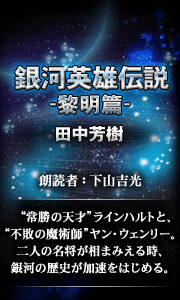 銀河英雄伝説
-黎明篇-
田中芳樹
朗読者：下山吉光
“常勝の天才”ラインハルトと、
“不敗の魔術師”ヤン・ウェンリー。
二人の名将が相まみえる時、
銀河の歴史が加速をはじめる。